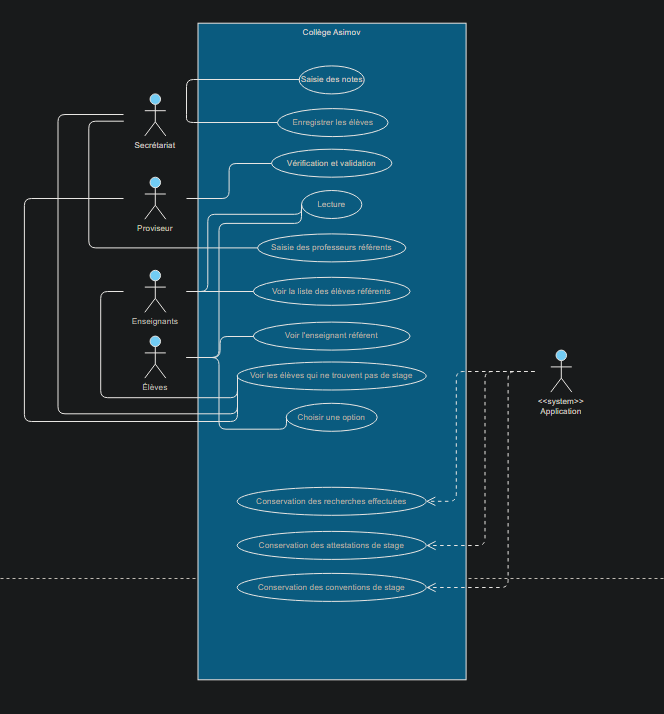 Collège Asimov
Saisie des notes
Enregistrer les élèves
Secrétariat
Vérification et validation
Lecture
Proviseur
Saisie des professeurs référents
Voir la liste des élèves référents
Enseignants
Voir l'enseignant référent
Voir les élèves qui ne trouvent pas de stage
Élèves
<<system>>
Application
Choisir une option
Conservation des recherches effectuées
Conservation des attestations de stage
Conservation des conventions de stage